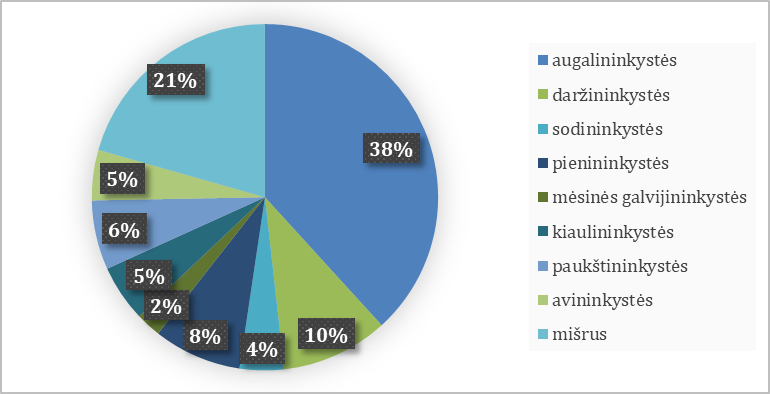 38%
10%
4%
8%
2%
5%
6%
5%
21%
augalininkystės
daržininkystės
sodininkystės
pienininkystės
mėsinės galvijininkystės
kiaulininkystės
paukštininkystės
avininkystės
mišrus